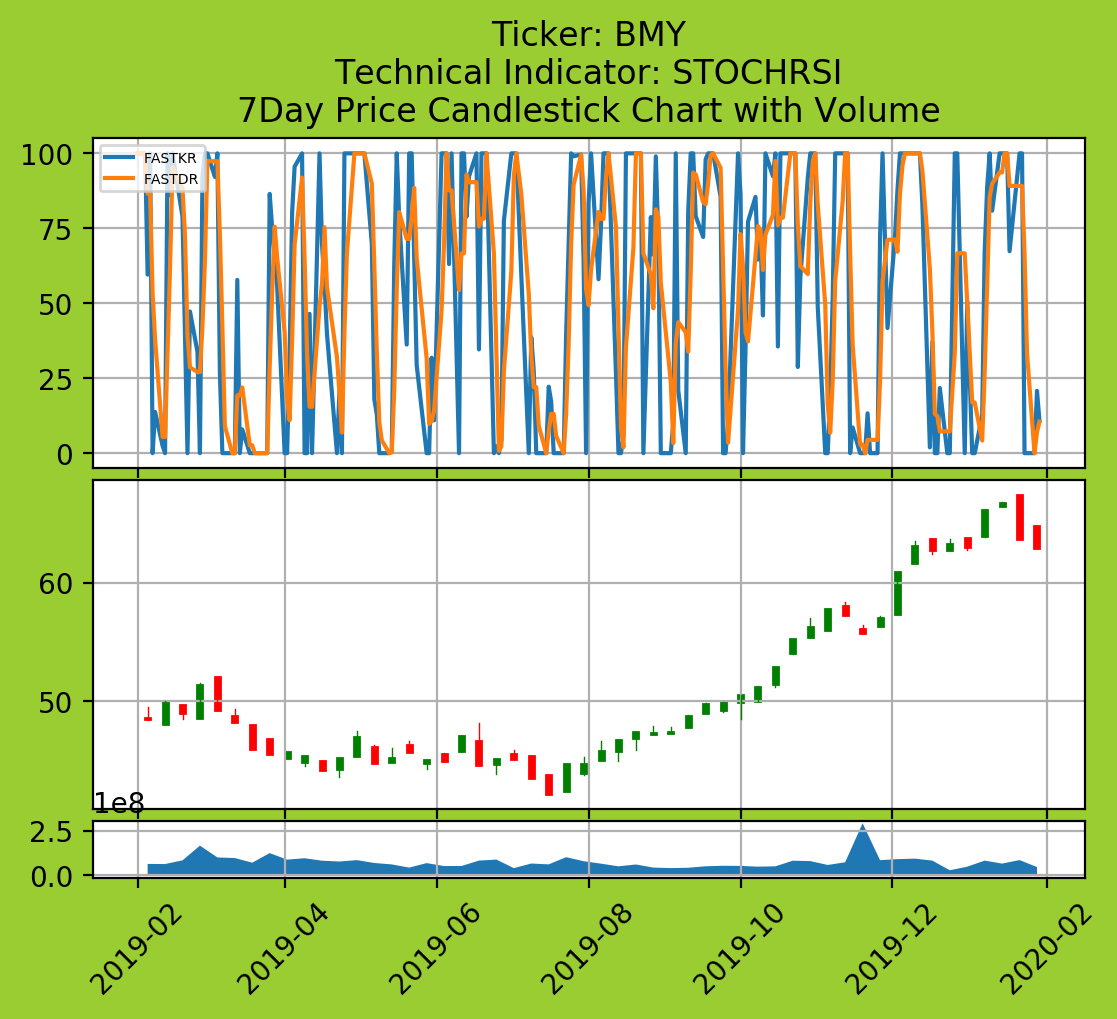 Ticker: BMY
Technical Indicator: STOCHRSI
7Day Price Candlestick Chart with Volume
100
75
50
25
0
FASTKR
FASTDR
60
50
1e8
2.5
0.0
2019-02
2019-04
2019-06
2019-08
2019-10
2019-12
2020-02